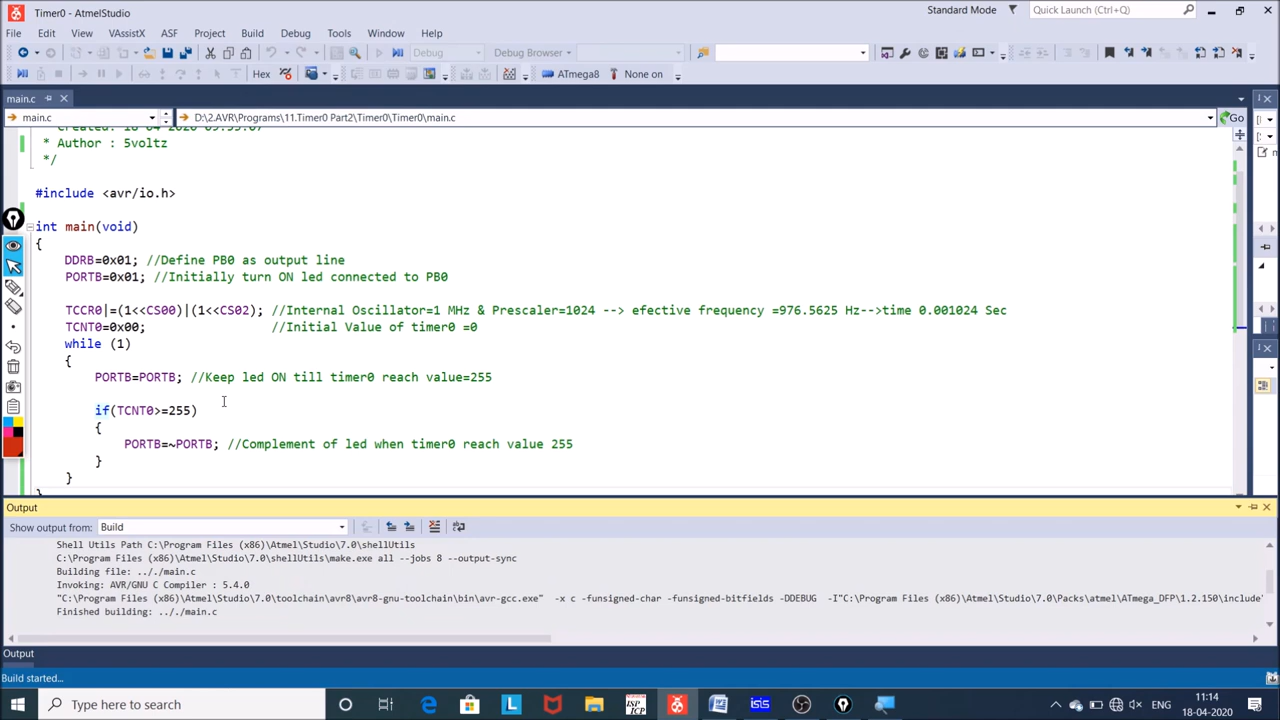 Timer0 - AtmelStudio
Standard Mode
Quick Launch (Ctrl+Q)
File Edit View VAssistX ASF Project Build Debug Tools Window Help
Debug
Debug Browser
Hex
ATmega8
None on
main.c
main.c
D:\2.AVR\Programs\11.Timer0 Part2\Timer0\Timer0\main.c
Go
* Created: 18-04-2020 09:55:07
* Author : 5voltz
*/
#include <avr/io.h>
int main(void)
{
DDRB=0x01; //Define PB0 as output line
PORTB=0x01; //Initially turn ON led connected to PB0
TCCR0|=(1<<CS00)|(1<<CS02); //Internal Oscillator=1 MHz & Prescaler=1024 --> efective frequency =976.5625 Hz-->time 0.001024 Sec
TCNT0=0x00; //Initial Value of timer0 =0
while (1)
{
PORTB=PORTB; //Keep led ON till timer0 reach value=255
if(TCNT0>=255)
{
PORTB=~PORTB; //Complement of led when timer0 reach value 255
}
}
}
Output
Show output from: Build
Shell Utils Path C:\Program Files (x86)\Atmel\Studio\7.0\shellUtils
C:\Program Files (x86)\Atmel\Studio\7.0\shellUtils\make.exe all --jobs 8 --output-sync
Building file: .././main.c
Invoking: AVR/GNU C Compiler : 5.4.0
"C:\Program Files (x86)\Atmel\Studio\7.0\toolchain\avr8\avr8-gnu-toolchain\bin\avr-gcc.exe" -x c -funsigned-char -funsigned-bitfields -DDEBUG -I"C:\Program Files (x86)\Atmel\Studio\7.0\Packs\atmel\ATmega_DFP\1.2.150\include"
Finished building: .././main.c
Output
Build started...
Type here to search
L
ISP
ICP
isis
ENG
11:14
18-04-2020